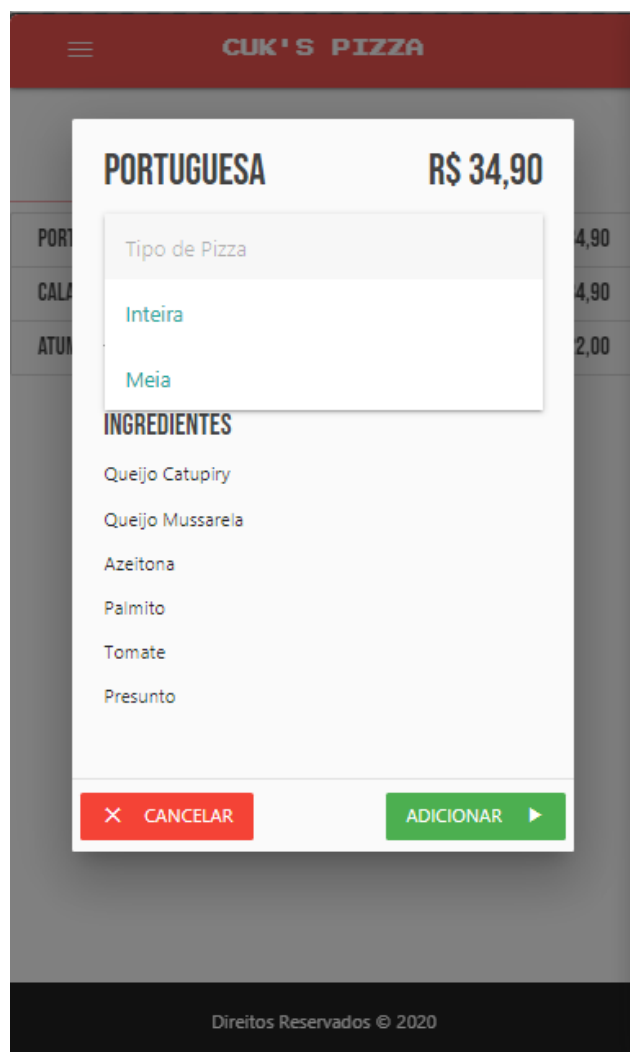 CUK'S PIZZA
PORTUGUESA R$ 34,90
Tipo de Pizza
Inteira
Meia
INGREDIENTES
Queijo Catupiry
Queijo Mussarela
Azeitona
Palmito
Tomate
Presunto
CANCELAR ADICIONAR
Direitos Reservados © 2020